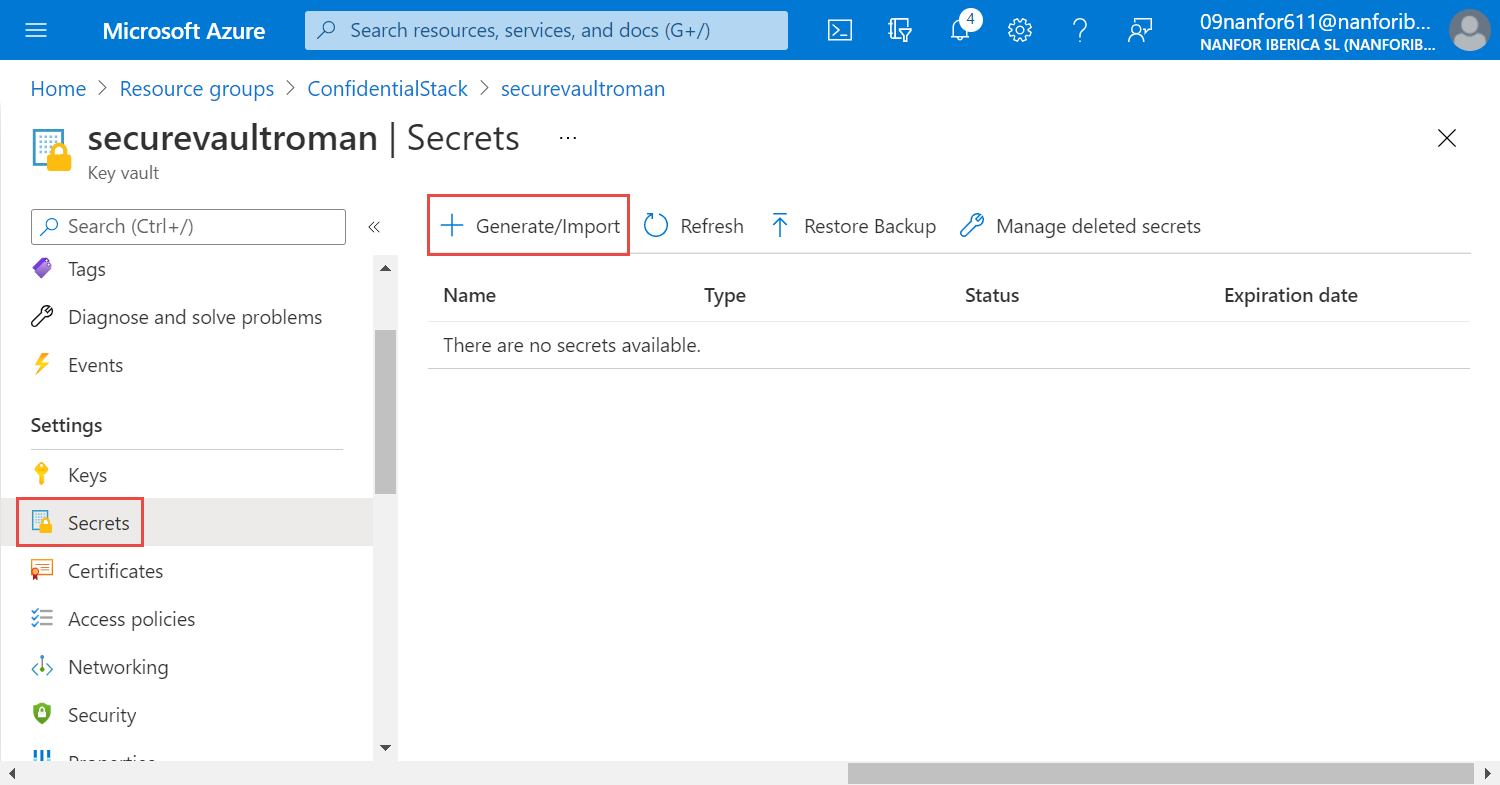 Microsoft Azure
Search resources, services, and docs (G+/)
4
09nanfor611@nanforib...
NANFOR IBERICA SL (NANFORIB...
Home > Resource groups > ConfidentialStack > securevaultroman
securevaultroman | Secrets ...
Key vault
Search (Ctrl+/)
«
Tags
Diagnose and solve problems
Events
Settings
Keys
Secrets
Certificates
Access policies
Networking
Security
Properties
Generate/Import Refresh Restore Backup Manage deleted secrets
Name Type Status Expiration date
There are no secrets available.